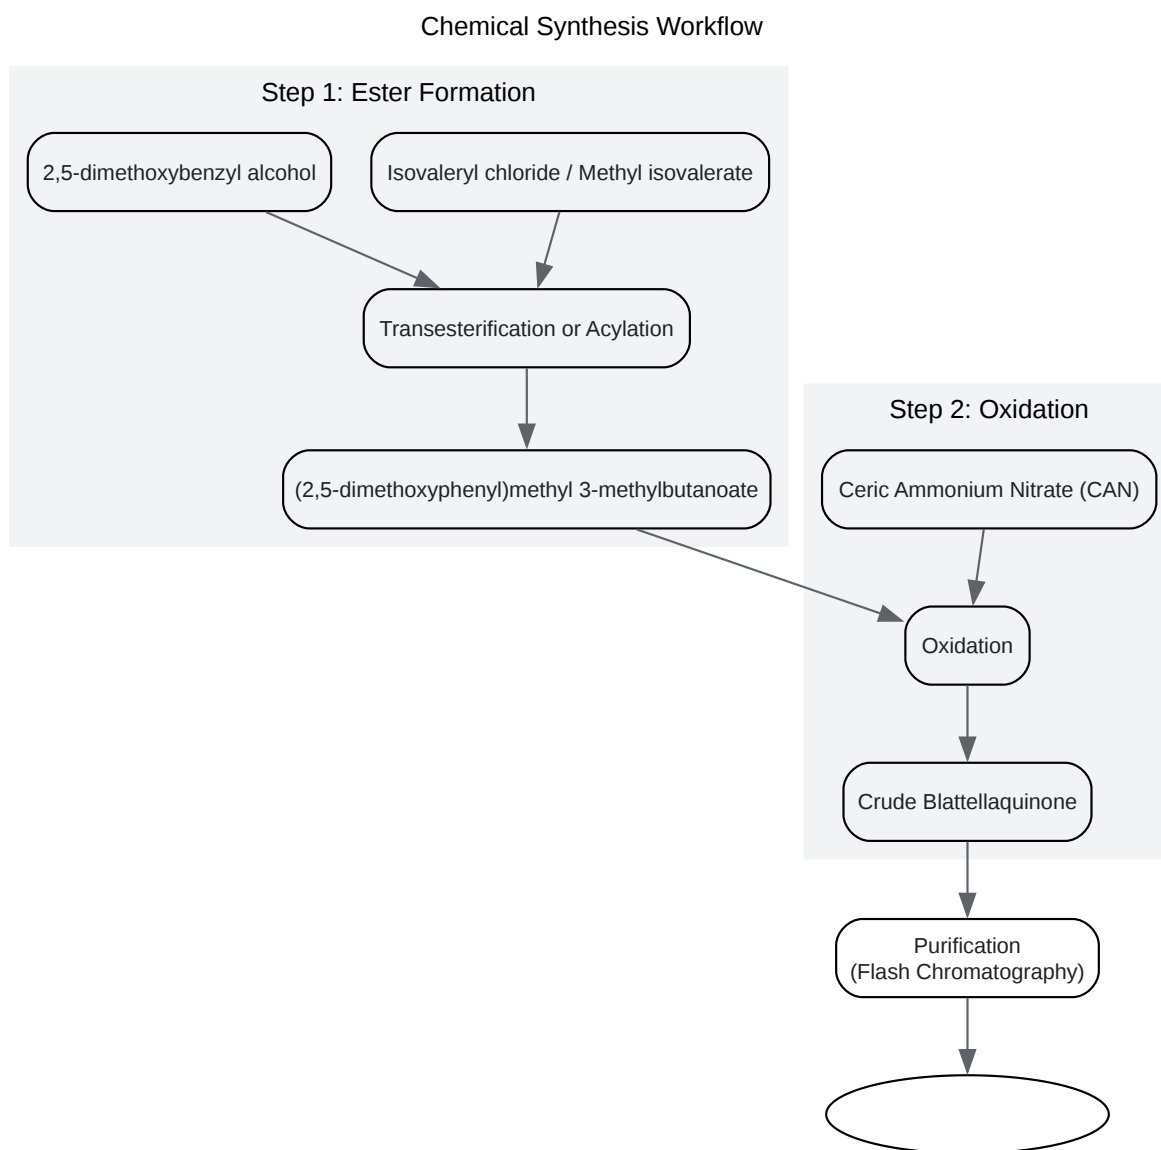 Chemical Synthesis Workflow
Step 1: Ester Formation
2,5-dimethoxybenzyl alcohol
Isovaleryl chloride / Methyl isovalerate
Transesterification or Acylation
(2,5-dimethoxyphenyl)methyl 3-methylbutanoate
Step 2: Oxidation
Ceric Ammonium Nitrate (CAN)
Oxidation
Crude Blattellaquinone
Purification
(Flash Chromatography)